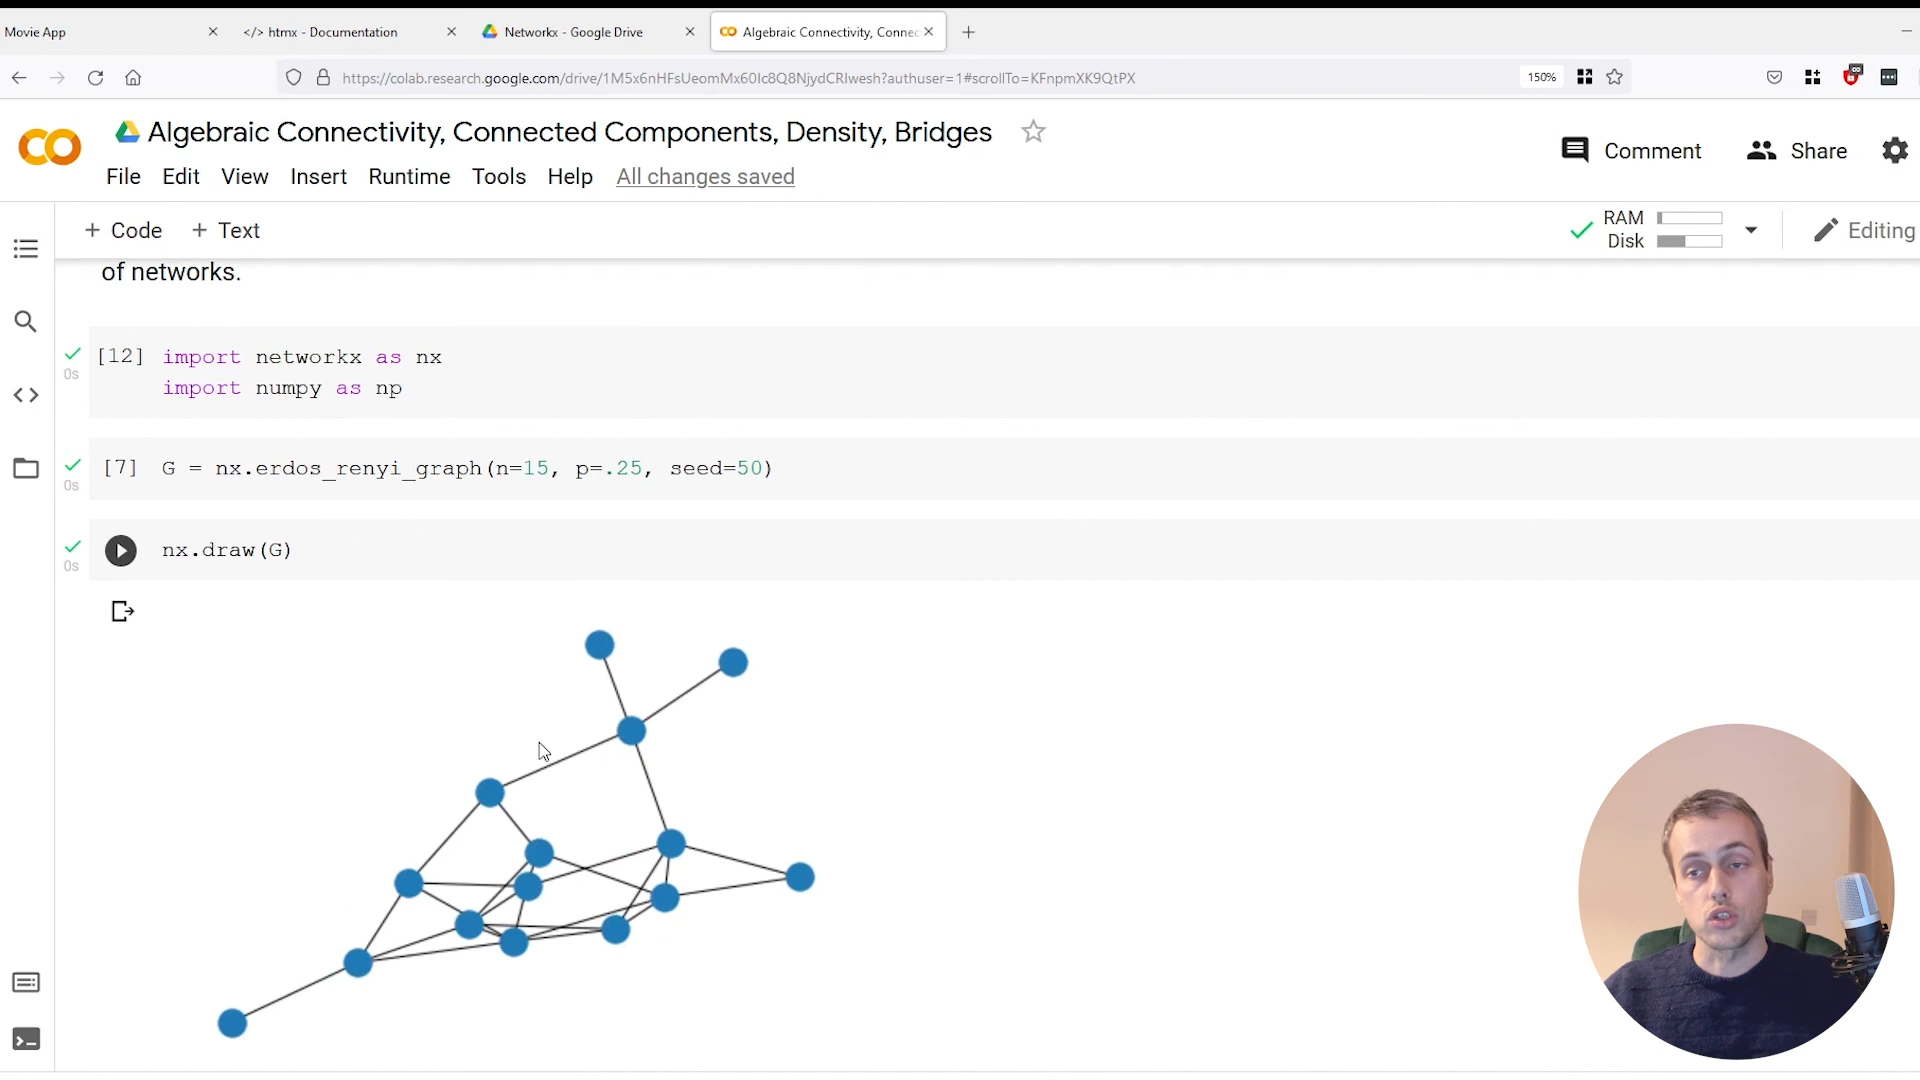 Movie App
</> htmx - Documentation
Networkx - Google Drive
Algebraic Connectivity, Connec
https://colab.research.google.com/drive/1M5x6nHFsUeomMx60Ic8Q8NjydCRIwesh?authuser=1#scrollTo=KFnpmXK9QtPX
150%
Algebraic Connectivity, Connected Components, Density, Bridges
Comment
Share
File Edit View Insert Runtime Tools Help All changes saved
+ Code + Text
RAM
Disk
Editing
of networks.
[12] import networkx as nx
0s
import numpy as np
[7] G = nx.erdos_renyi_graph(n=15, p=.25, seed=50)
0s
nx.draw(G)
0s